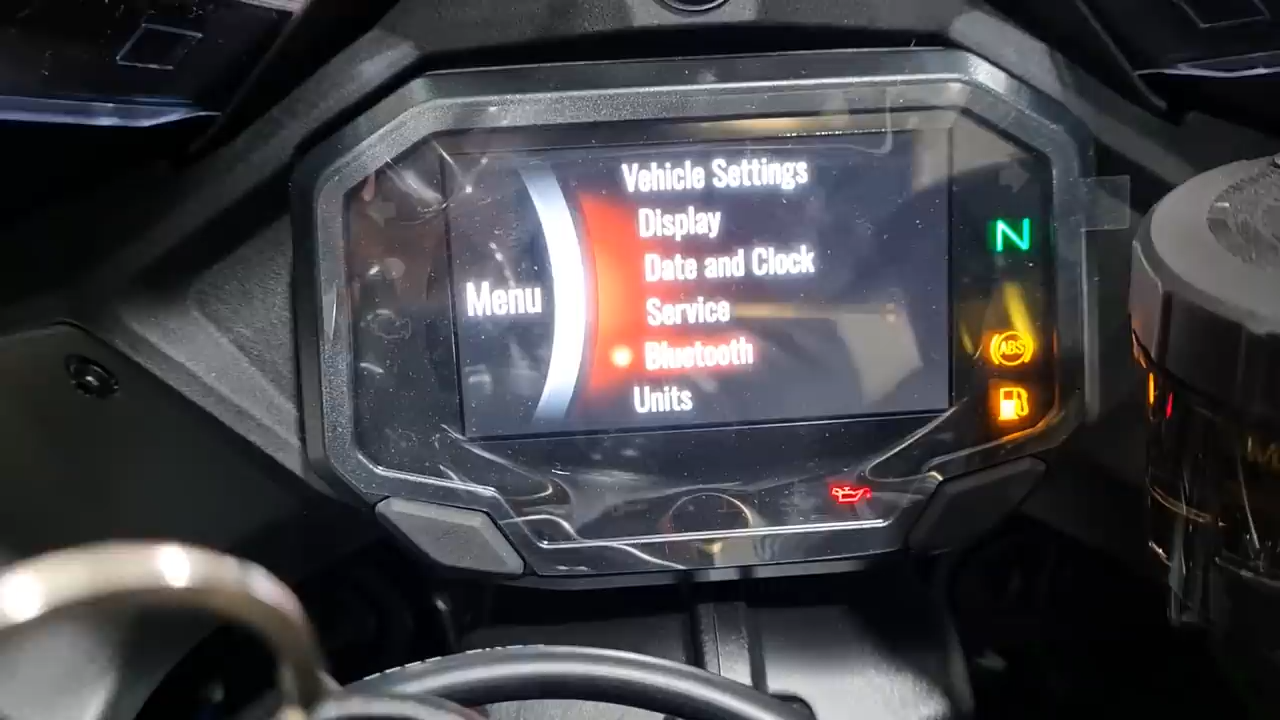 Vehicle Settings
Display
Date and Clock
Menu
Service
Bluetooth
Units
N
ABS